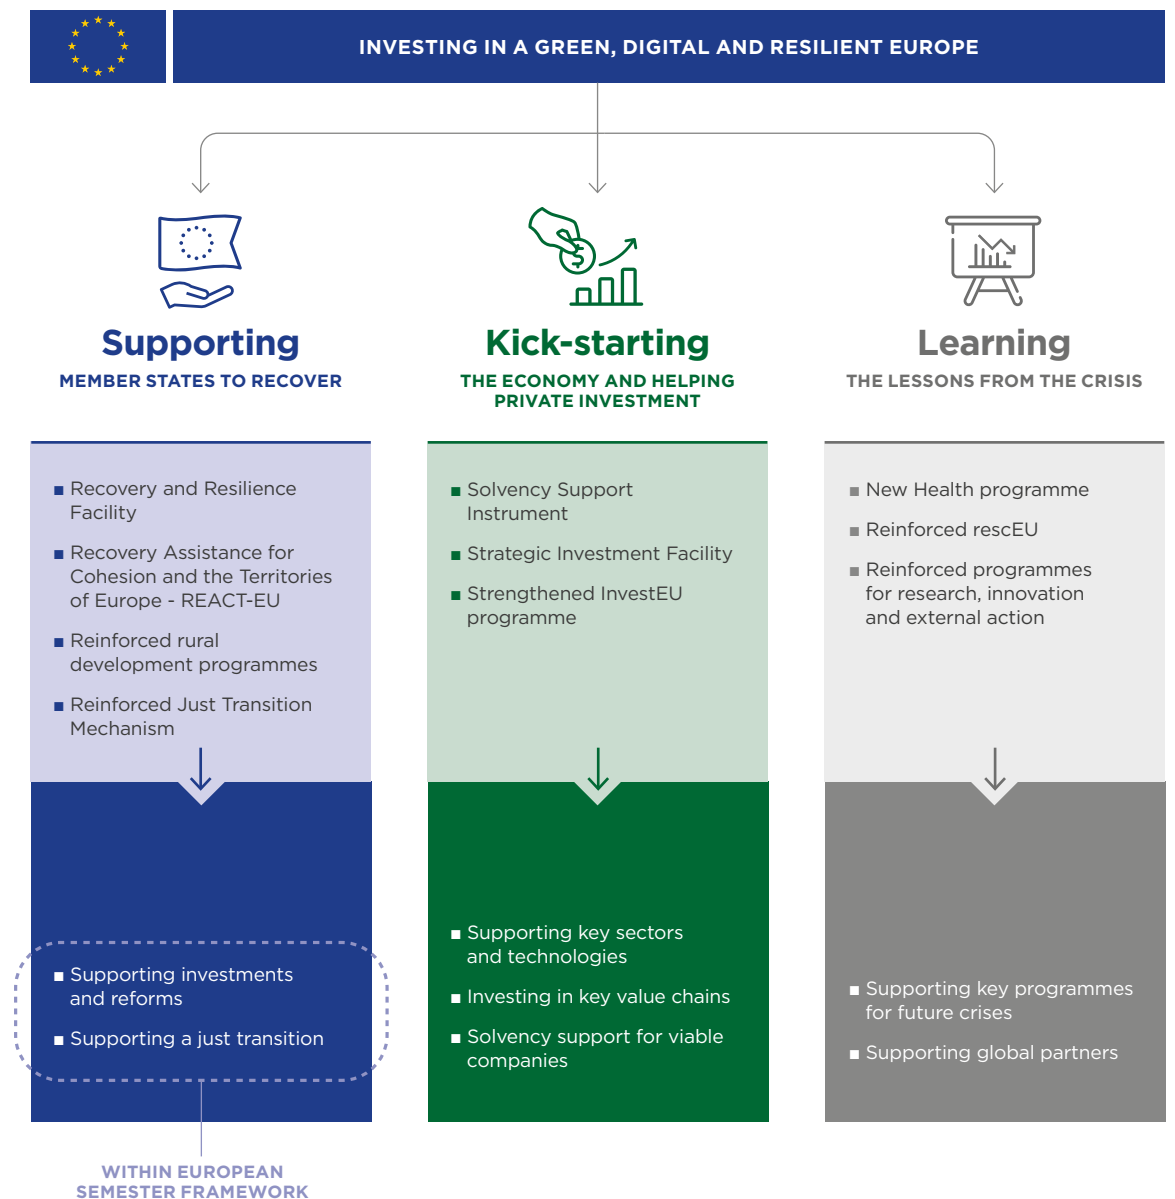 INVESTING IN A GREEN, DIGITAL AND RESILIENT EUROPE
Supporting
MEMBER STATES TO RECOVER
■ Recovery and Resilience
Facility
■ Recovery Assistance for
Cohesion and the Territories
of Europe - REACT-EU
■ Reinforced rural
development programmes
■ Reinforced Just Transition
Mechanism
■ Supporting investments
and reforms
■ Supporting a just transition
WITHIN EUROPEAN
SEMESTER FRAMEWORK
Kick-starting
THE ECONOMY AND HELPING
PRIVATE INVESTMENT
$
■ Solvency Support
Instrument
■ Strategic Investment Facility
■ Strengthened InvestEU
programme
■ Supporting key sectors
and technologies
■ Investing in key value chains
■ Solvency support for viable
companies
Learning
THE LESSONS FROM THE CRISIS
■ New Health programme
■ Reinforced rescEU
■ Reinforced programmes
for research, innovation
and external action
■ Supporting key programmes
for future crises
■ Supporting global partners